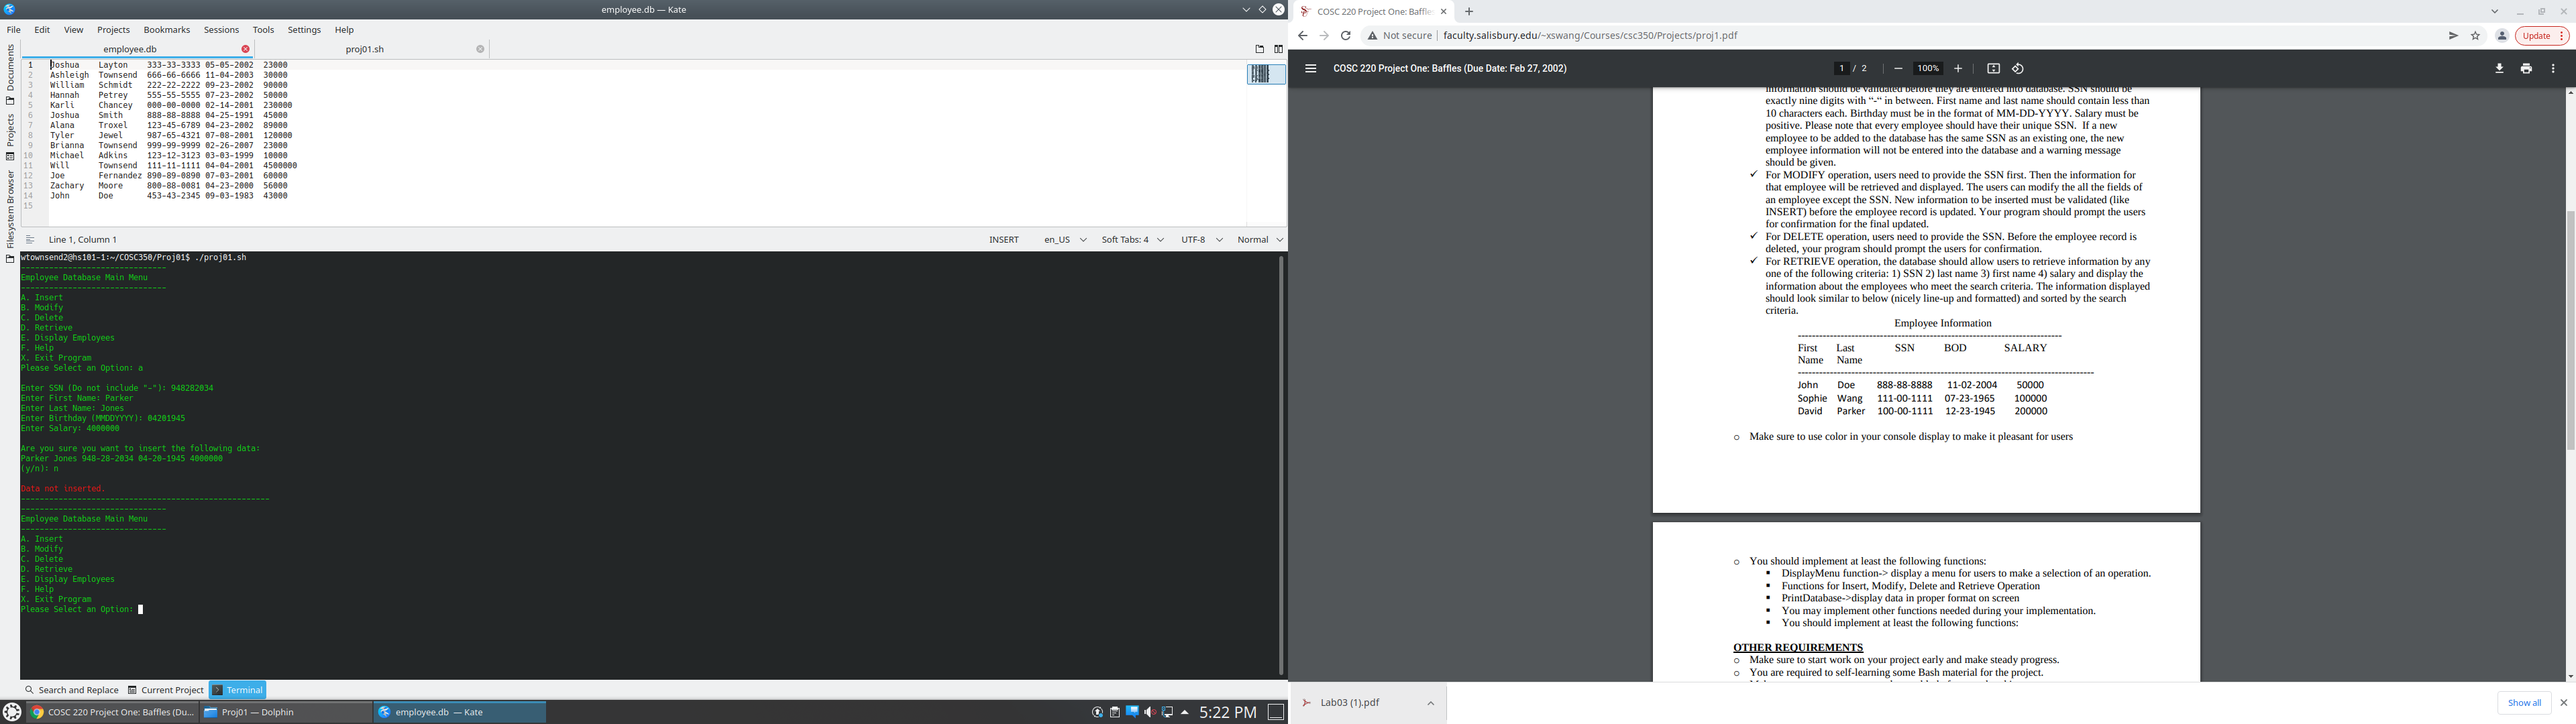 employee.db — Kate
File Edit View Projects Bookmarks Sessions Tools Settings Help
employee.db proj01.sh
Documents
Projects
Filesystem Browser
1 Joshua Layton 333-33-3333 05-05-2002 23000
2 Ashleigh Townsend 666-66-6666 11-04-2003 30000
3 William Schmidt 222-22-2222 09-23-2002 90000
4 Hannah Petrey 555-55-5555 07-23-2002 50000
5 Karli Chancey 000-00-0000 02-14-2001 230000
6 Joshua Smith 888-88-8888 04-25-1991 45000
7 Alana Troxel 123-45-6789 04-23-2002 89000
8 Tyler Jewel 987-65-4321 07-08-2001 120000
9 Brianna Townsend 999-99-9999 02-26-2007 23000
10 Michael Adkins 123-12-3123 03-03-1999 10000
11 Will Townsend 111-11-1111 04-04-2001 4500000
12 Joe Fernandez 890-89-0890 07-03-2001 60000
13 Zachary Moore 800-88-0081 04-23-2000 56000
14 John Doe 453-43-2345 09-03-1983 43000
15
Line 1, Column 1 INSERT en_US Soft Tabs: 4 UTF-8 Normal
wtownsend2@hs101-1:~/COSC350/Proj01$ ./proj01.sh
-------------------------------
Employee Database Main Menu
-------------------------------
A. Insert
B. Modify
C. Delete
D. Retrieve
E. Display Employees
F. Help
X. Exit Program
Please Select an Option: a
Enter SSN (Do not include "-"): 948282034
Enter First Name: Parker
Enter Last Name: Jones
Enter Birthday (MMDDYYYY): 04201945
Enter Salary: 4000000
Are you sure you want to insert the following data:
Parker Jones 948-28-2034 04-20-1945 4000000
(y/n): n
Data not inserted.
-----------------------------------------------------
-------------------------------
Employee Database Main Menu
-------------------------------
A. Insert
B. Modify
C. Delete
D. Retrieve
E. Display Employees
F. Help
X. Exit Program
Please Select an Option:
Search and Replace Current Project Terminal
COSC 220 Project One: Baffles (Du... Proj01 — Dolphin employee.db — Kate 5:22 PM
COSC 220 Project One: Baffle
Not secure faculty.salisbury.edu/~xswang/Courses/csc350/Projects/proj1.pdf Update
COSC 220 Project One: Baffles (Due Date: Feb 27, 2002) 1 / 2 100%
information should be validated before they are entered into database. SSN should be
exactly nine digits with "-" in between. First name and last name should contain less than
10 characters each. Birthday must be in the format of MM-DD-YYYY. Salary must be
positive. Please note that every employee should have their unique SSN. If a new
employee to be added to the database has the same SSN as an existing one, the new
employee information will not be entered into the database and a warning message
should be given.
✓ For MODIFY operation, users need to provide the SSN first. Then the information for
that employee will be retrieved and displayed. The users can modify the all the fields of
an employee except the SSN. New information to be inserted must be validated (like
INSERT) before the employee record is updated. Your program should prompt the users
for confirmation for the final updated.
✓ For DELETE operation, users need to provide the SSN. Before the employee record is
deleted, your program should prompt the users for confirmation.
✓ For RETRIEVE operation, the database should allow users to retrieve information by any
one of the following criteria: 1) SSN 2) last name 3) first name 4) salary and display the
information about the employees who meet the search criteria. The information displayed
should look similar to below (nicely line-up and formatted) and sorted by the search
criteria.
Employee Information
--------------------------------------------------------------------------
First Last SSN BOD SALARY
Name Name
-----------------------------------------------------------------------------------
John Doe 888-88-8888 11-02-2004 50000
Sophie Wang 111-00-1111 07-23-1965 100000
David Parker 100-00-1111 12-23-1945 200000
o Make sure to use color in your console display to make it pleasant for users
o You should implement at least the following functions:
▪ DisplayMenu function-> display a menu for users to make a selection of an operation.
▪ Functions for Insert, Modify, Delete and Retrieve Operation
▪ PrintDatabase->display data in proper format on screen
▪ You may implement other functions needed during your implementation.
▪ You should implement at least the following functions:
OTHER REQUIREMENTS
o Make sure to start work on your project early and make steady progress.
o You are required to self-learning some Bash material for the project.
Lab03 (1).pdf Show all